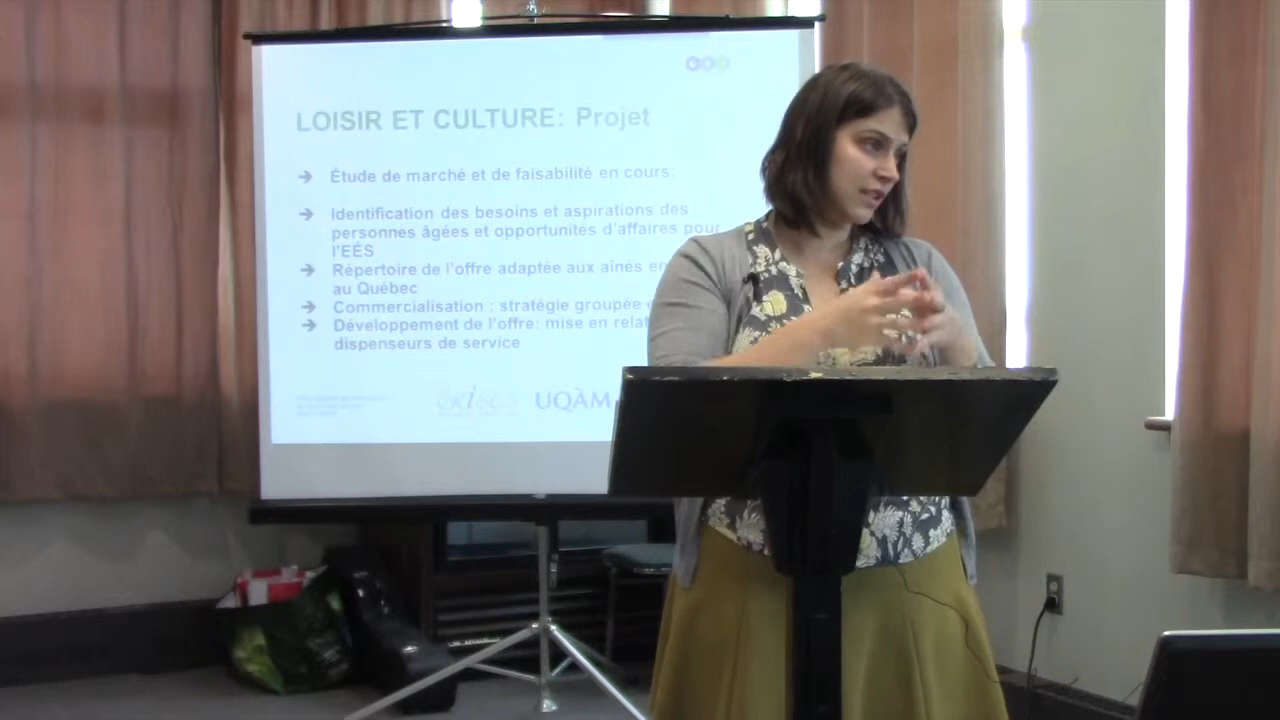 LOISIR ET CULTURE: Projet
➔ Étude de marché et de faisabilité en cours:
➔ Identification des besoins et aspirations des
personnes âgées et opportunités d'affaires pour
l'EÉS
➔ Répertoire de l'offre adaptée aux aînés en
au Québec
➔ Commercialisation : stratégie groupée
➔ Développement de l'offre: mise en
dispenseurs de service
UQÀM